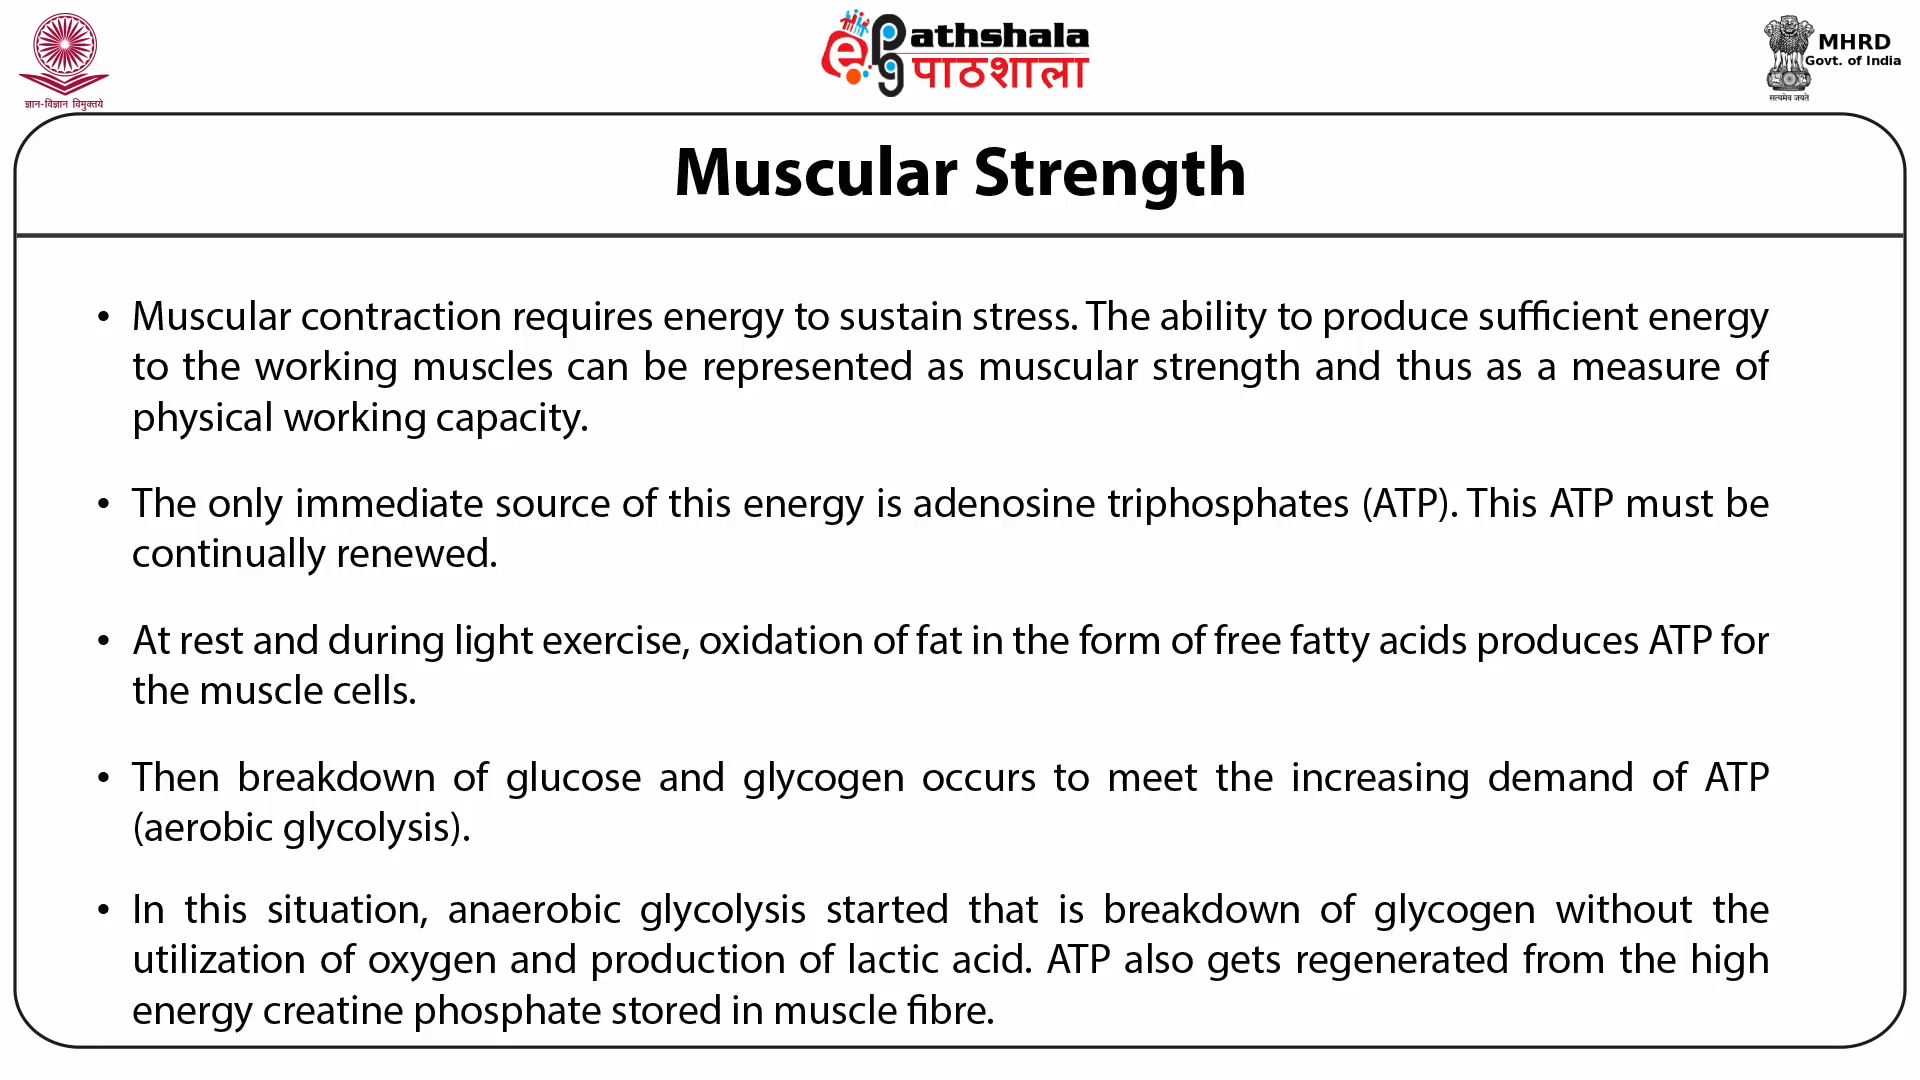 ज्ञान-विज्ञान विमुक्तये
ePathshala
पाठशाला
MHRD
Govt. of India
सत्यमेव जयते
Muscular Strength
• Muscular contraction requires energy to sustain stress. The ability to produce sufficient energy
to the working muscles can be represented as muscular strength and thus as a measure of
physical working capacity.
• The only immediate source of this energy is adenosine triphosphates (ATP). This ATP must be
continually renewed.
• At rest and during light exercise, oxidation of fat in the form of free fatty acids produces ATP for
the muscle cells.
• Then breakdown of glucose and glycogen occurs to meet the increasing demand of ATP
(aerobic glycolysis).
• In this situation, anaerobic glycolysis started that is breakdown of glycogen without the
utilization of oxygen and production of lactic acid. ATP also gets regenerated from the high
energy creatine phosphate stored in muscle fibre.